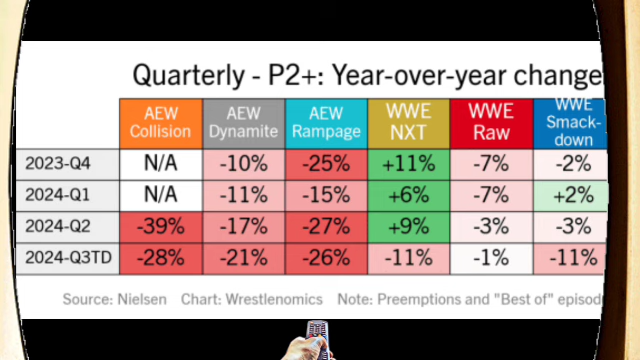 Quarterly - P2+: Year-over-year change
AEW Collision AEW Dynamite AEW Rampage WWE NXT WWE Raw WWE Smack-down
2023-Q4 N/A -10% -25% +11% -7% -2%
2024-Q1 N/A -11% -15% +6% -7% +2%
2024-Q2 -39% -17% -27% +9% -3% -3%
2024-Q3TD -28% -21% -26% -11% -1% -11%
Source: Nielsen Chart: Wrestlenomics Note: Preemptions and "Best of" episod